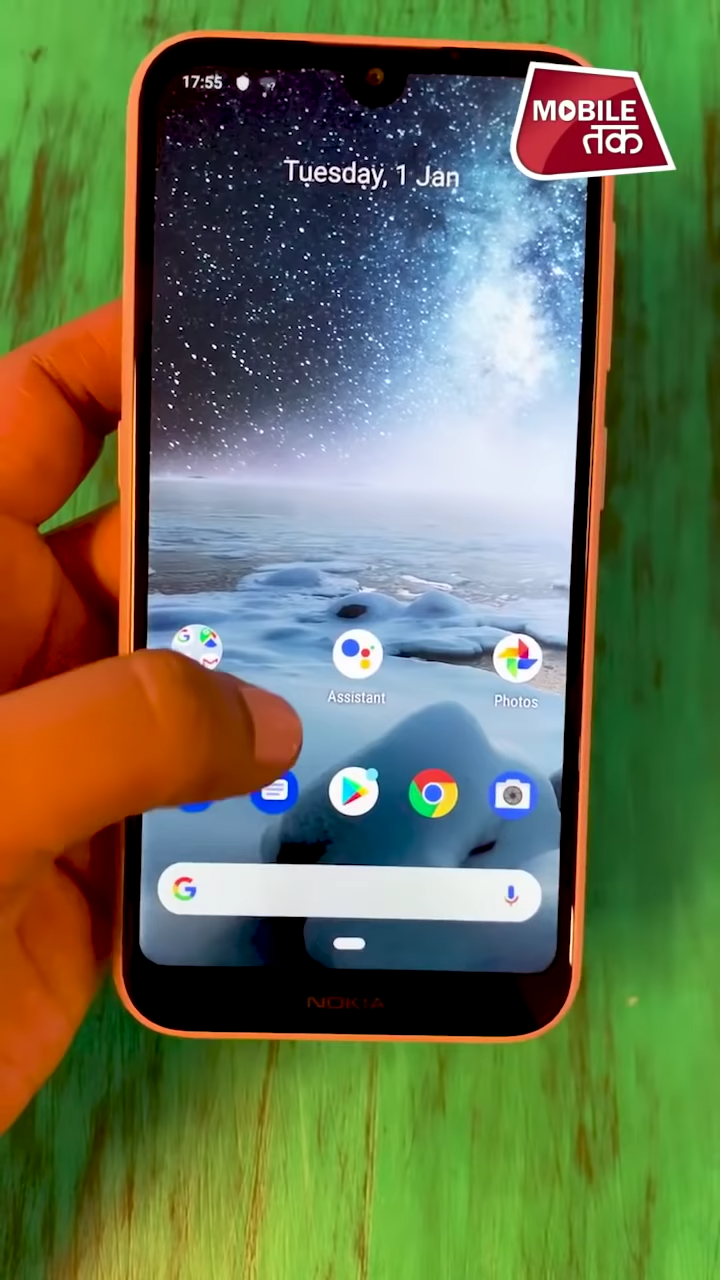 17:55
MOBILE
तक
Tuesday, 1 Jan
Assistant
Photos
NOKIA